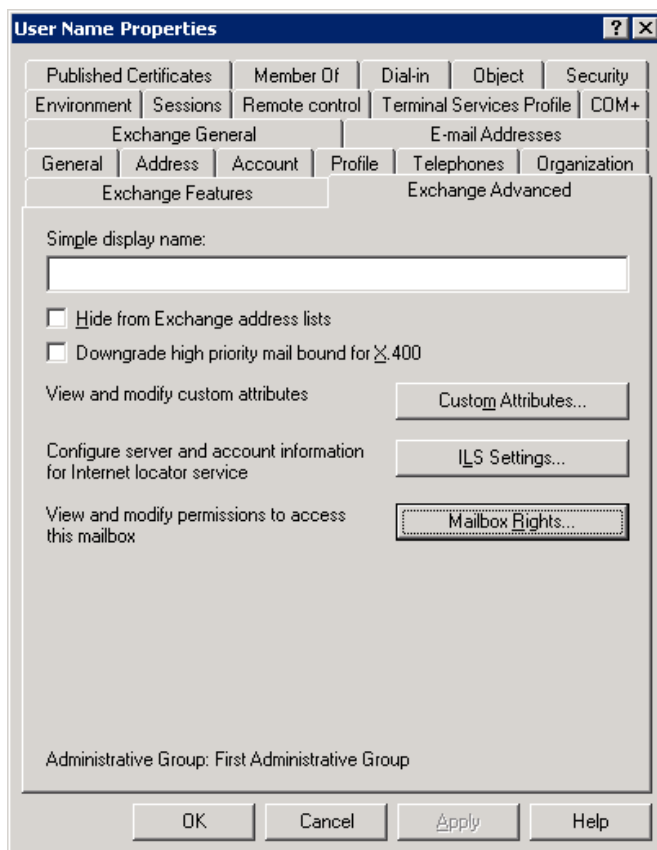 User Name Properties
Published Certificates Member Of Dial-in Object Security
Environment Sessions Remote control Terminal Services Profile COM+
Exchange General E-mail Addresses
General Address Account Profile Telephones Organization
Exchange Features Exchange Advanced
Simple display name:
Hide from Exchange address lists
Downgrade high priority mail bound for X.400
View and modify custom attributes
Custom Attributes...
Configure server and account information
for Internet locator service
ILS Settings...
View and modify permissions to access
this mailbox
Mailbox Rights...
Administrative Group: First Administrative Group
OK Cancel Apply Help